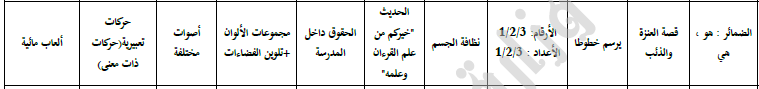 الضمائر : هو ،
هي
قصة العنزة
والذئب
يرسم خطوطا
الأرقام: 1/2/3
الاعداد : 1/2/3
نظافة الجسم
الحديث
"خيركم من
علم القرءان
وعلمه"
الحقوق داخل
المدرسة
مجموعات الألوان
+تلوين الفضاءات
أصوات
مختلفة
حركات
تعبيرية(حركات
ذات معنى)
ألعاب مائية